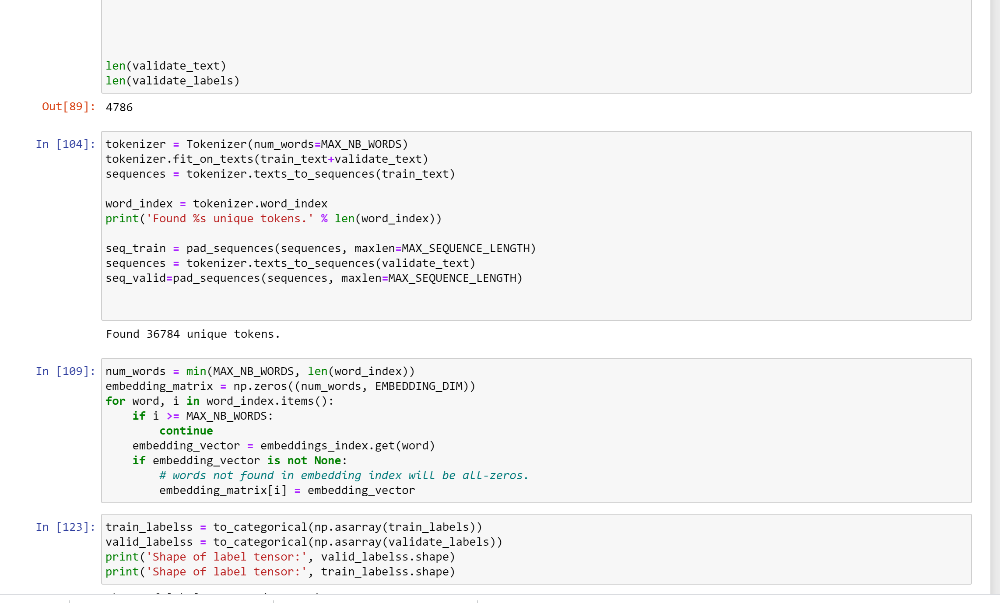 len(validate_text)
len(validate_labels)
Out[89]: 4786
In [104]: tokenizer = Tokenizer(num_words=MAX_NB_WORDS)
tokenizer.fit_on_texts(train_text+validate_text)
sequences = tokenizer.texts_to_sequences(train_text)
word_index = tokenizer.word_index
print('Found %s unique tokens.' % len(word_index))
seq_train = pad_sequences(sequences, maxlen=MAX_SEQUENCE_LENGTH)
sequences = tokenizer.texts_to_sequences(validate_text)
seq_valid=pad_sequences(sequences, maxlen=MAX_SEQUENCE_LENGTH)
Found 36784 unique tokens.
In [109]: num_words = min(MAX_NB_WORDS, len(word_index))
embedding_matrix = np.zeros((num_words, EMBEDDING_DIM))
for word, i in word_index.items():
    if i >= MAX_NB_WORDS:
        continue
    embedding_vector = embeddings_index.get(word)
    if embedding_vector is not None:
        # words not found in embedding index will be all-zeros.
        embedding_matrix[i] = embedding_vector
In [123]: train_labelss = to_categorical(np.asarray(train_labels))
valid_labelss = to_categorical(np.asarray(validate_labels))
print('Shape of label tensor:', valid_labelss.shape)
print('Shape of label tensor:', train_labelss.shape)